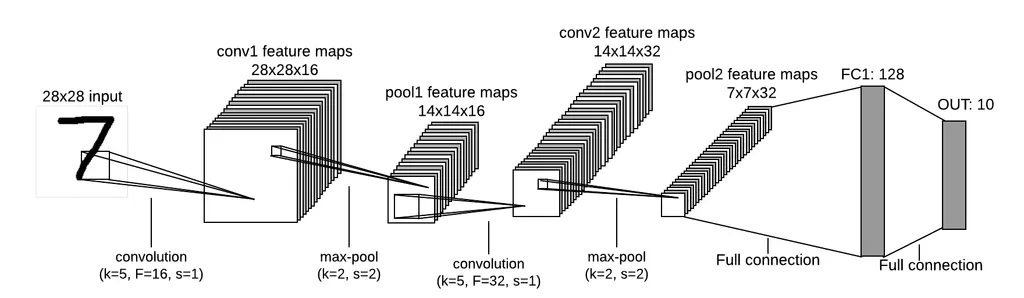 28x28 input
7
conv1 feature maps
28x28x16
pool1 feature maps
14x14x16
conv2 feature maps
14x14x32
pool2 feature maps
7x7x32
FC1: 128
OUT: 10
convolution
(k=5, F=16, s=1)
max-pool
(k=2, s=2)
convolution
(k=5, F=32, s=1)
max-pool
(k=2, s=2)
Full connection
Full connection